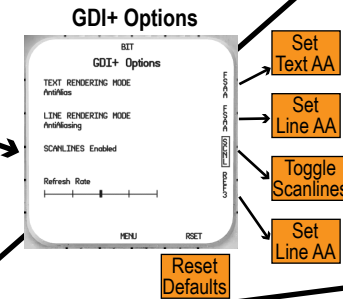 GDI+ Options
BIT
GDI+ Options
TEXT RENDERING MODE
AntiAlias
LINE RENDERING MODE
AntiAliasing
SCANLINES Enabled
Refresh Rate
MENU
RSET
Set
Text AA
Set
Line AA
Toggle
Scanlines
Set
Line AA
Reset
Defaults